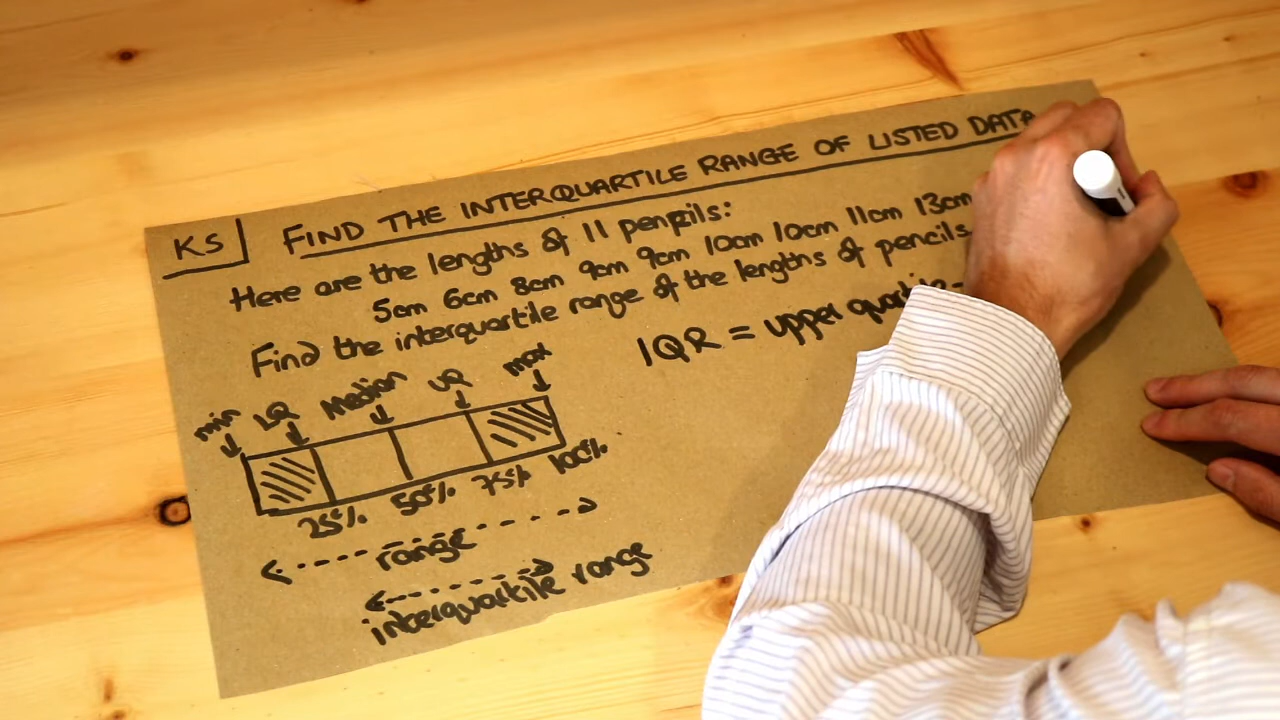 KS
FIND THE INTERQUARTILE RANGE OF LISTED DATA
Here are the lengths of 11 pencils:
5cm 6cm 8cm 9cm 9cm 10cm 10cm 11cm 13cm
Find the interquartile range of the lengths of pencils
IQR = upper quartile -
min LQ Median UQ max
25% 50% 75% 100%
range
interquartile range